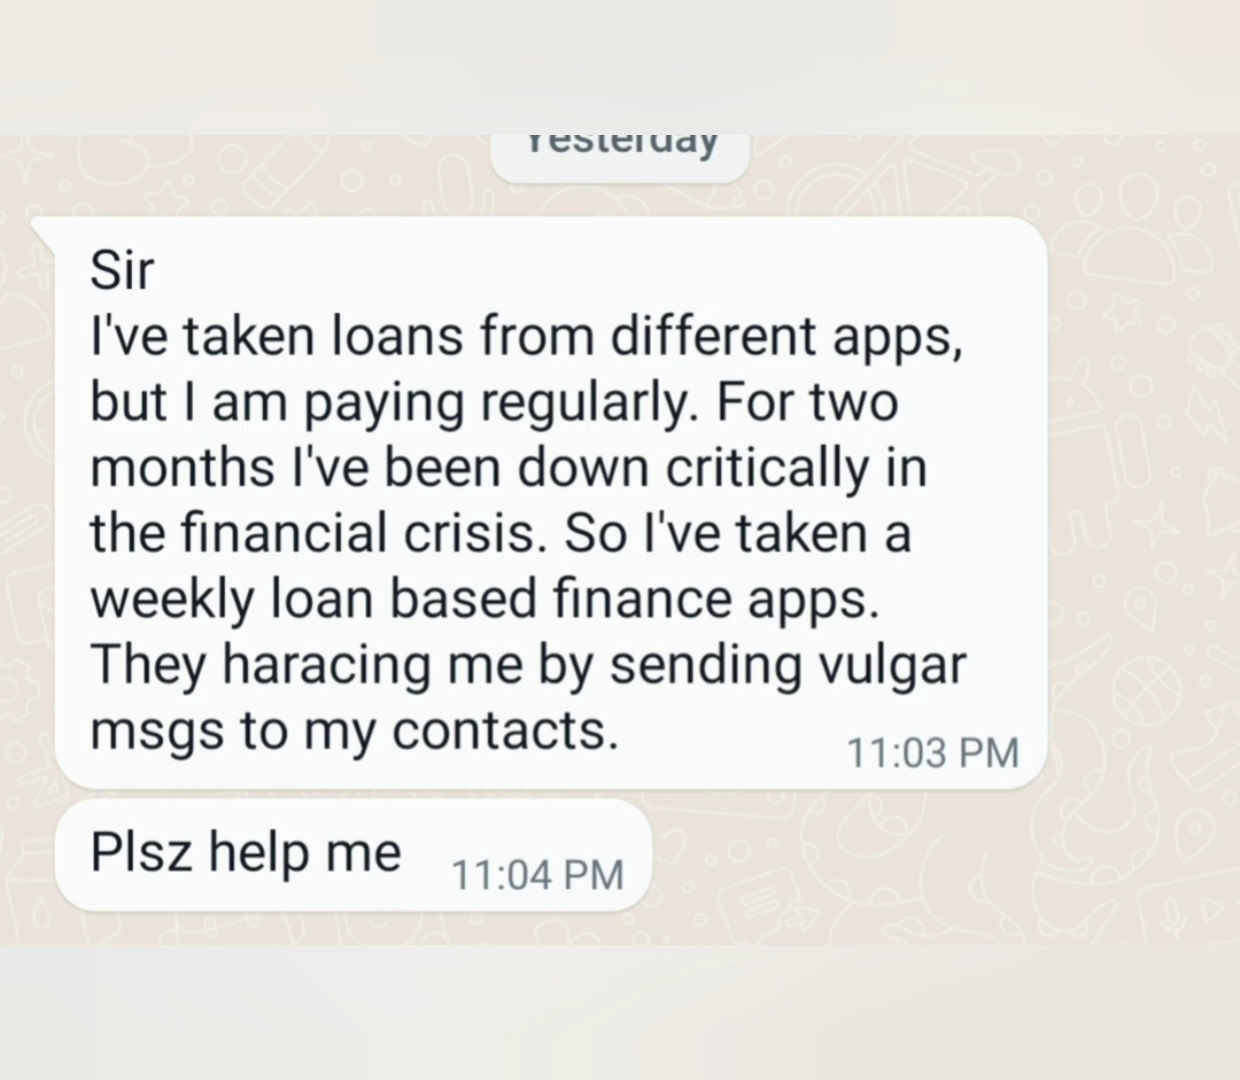 Yesterday
Sir
I've taken loans from different apps,
but I am paying regularly. For two
months I've been down critically in
the financial crisis. So I've taken a
weekly loan based finance apps.
They haracing me by sending vulgar
msgs to my contacts.
11:03 PM
Plsz help me
11:04 PM